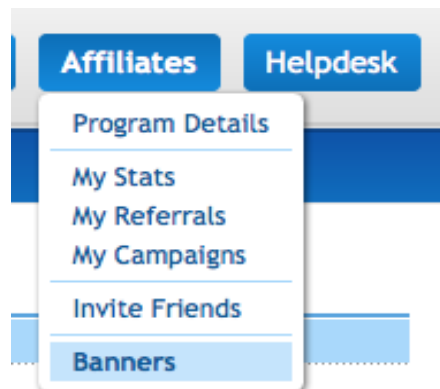 Affiliates Helpdesk
Program Details
My Stats
My Referrals
My Campaigns
Invite Friends
Banners